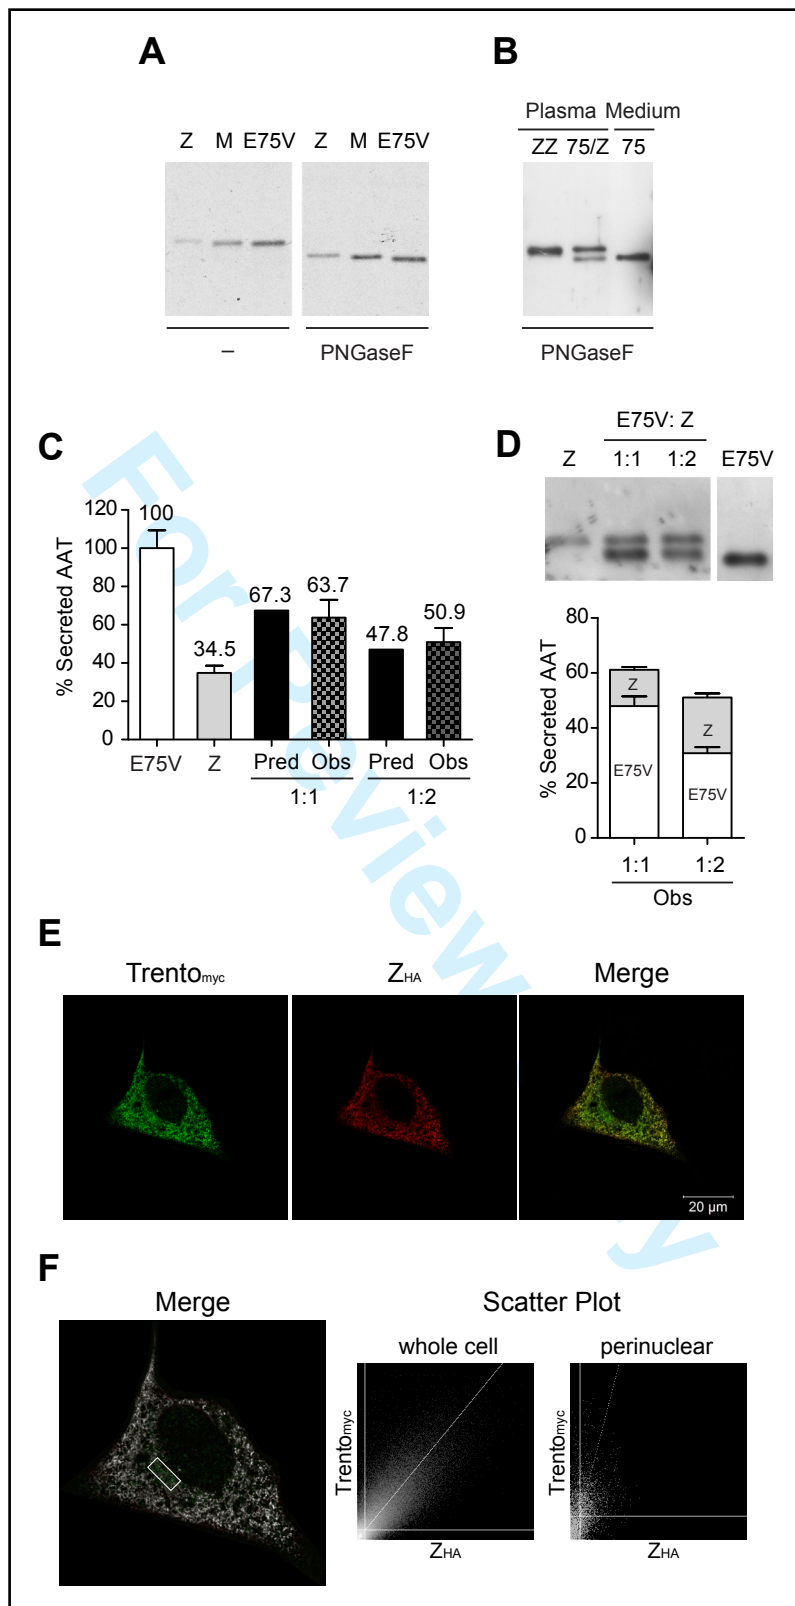 A
Z M E75V Z M E75V
– PNGaseF
B
Plasma Medium
ZZ 75/Z 75
PNGaseF
C
% Secreted AAT
120
100
80
60
40
20
0
100
34.5
67.3
63.7
47.8
50.9
E75V Z Pred Obs Pred Obs
1:1 1:2
D
E75V: Z
Z 1:1 1:2 E75V
% Secreted AAT
80
60
40
20
0
Z
E75V
Z
E75V
1:1 1:2
Obs
E
Trentomyc ZHA Merge
20 µm
F
Merge Scatter Plot
whole cell perinuclear
Trentomyc
ZHA
Trentomyc
ZHA
For Preview Only